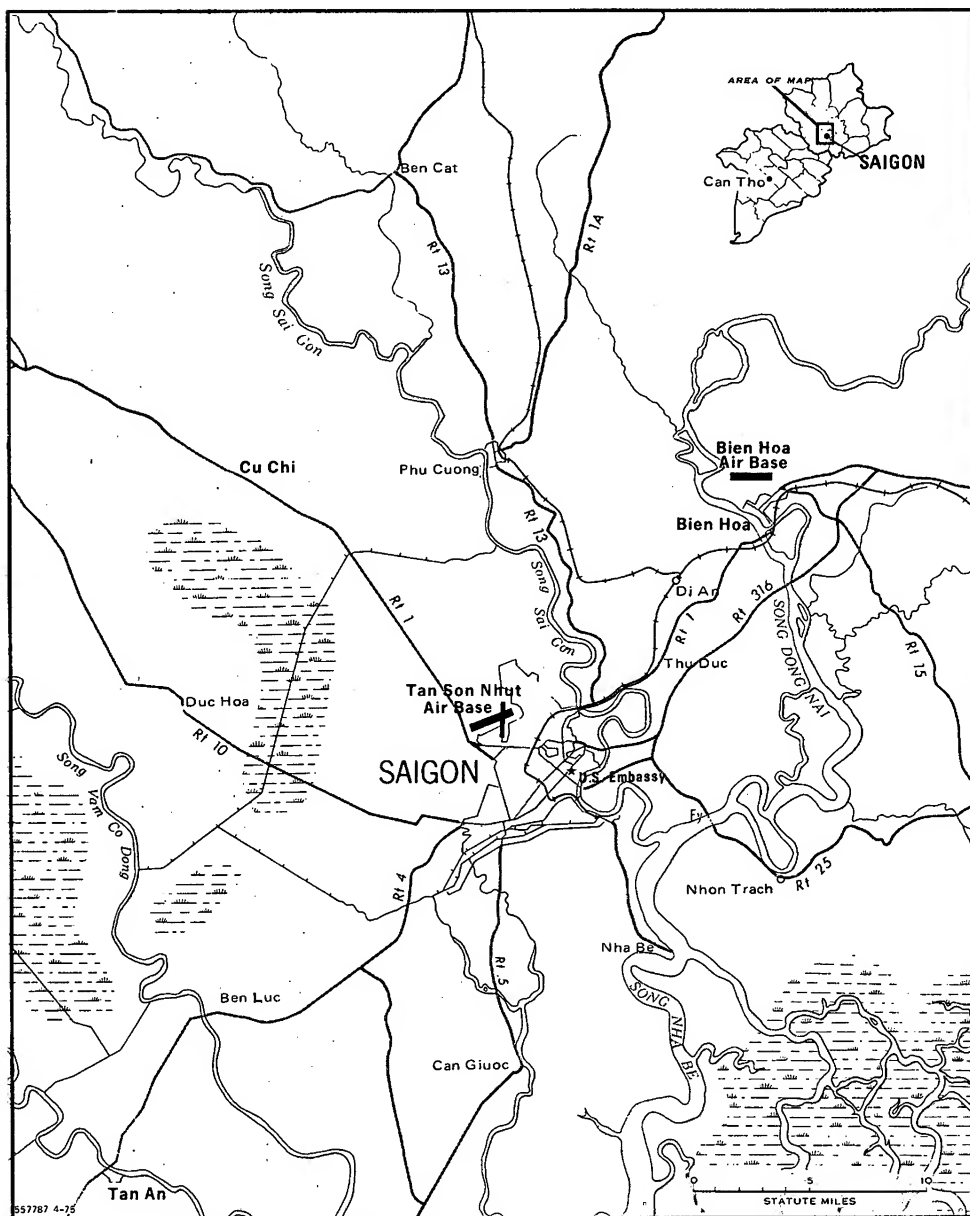 AREA OF MAP
SAIGON
Can Tho
Ben Cat
Rt 13
Rt 1A
Song Sai Gon
Cu Chi
Phu Cuong
Bien Hoa
Air Base
Bien Hoa
Rt 13
Song Sai Gon
Di An
Rt 1
Rt 1
Rt 316
SONG DONG NAI
Rt 15
Thu Duc
Duc Hoa
Tan Son Nhut
Air Base
Rt 10
SAIGON
U.S. Embassy
Song Vam Co Dong
Fy
Rt 4
Nhon Trach
Rt 25
Nha Be
Rt 5
SONG NHA BE
Ben Luc
Can Giuoc
Tan An
0 5 10
STATUTE MILES
557787 4-75